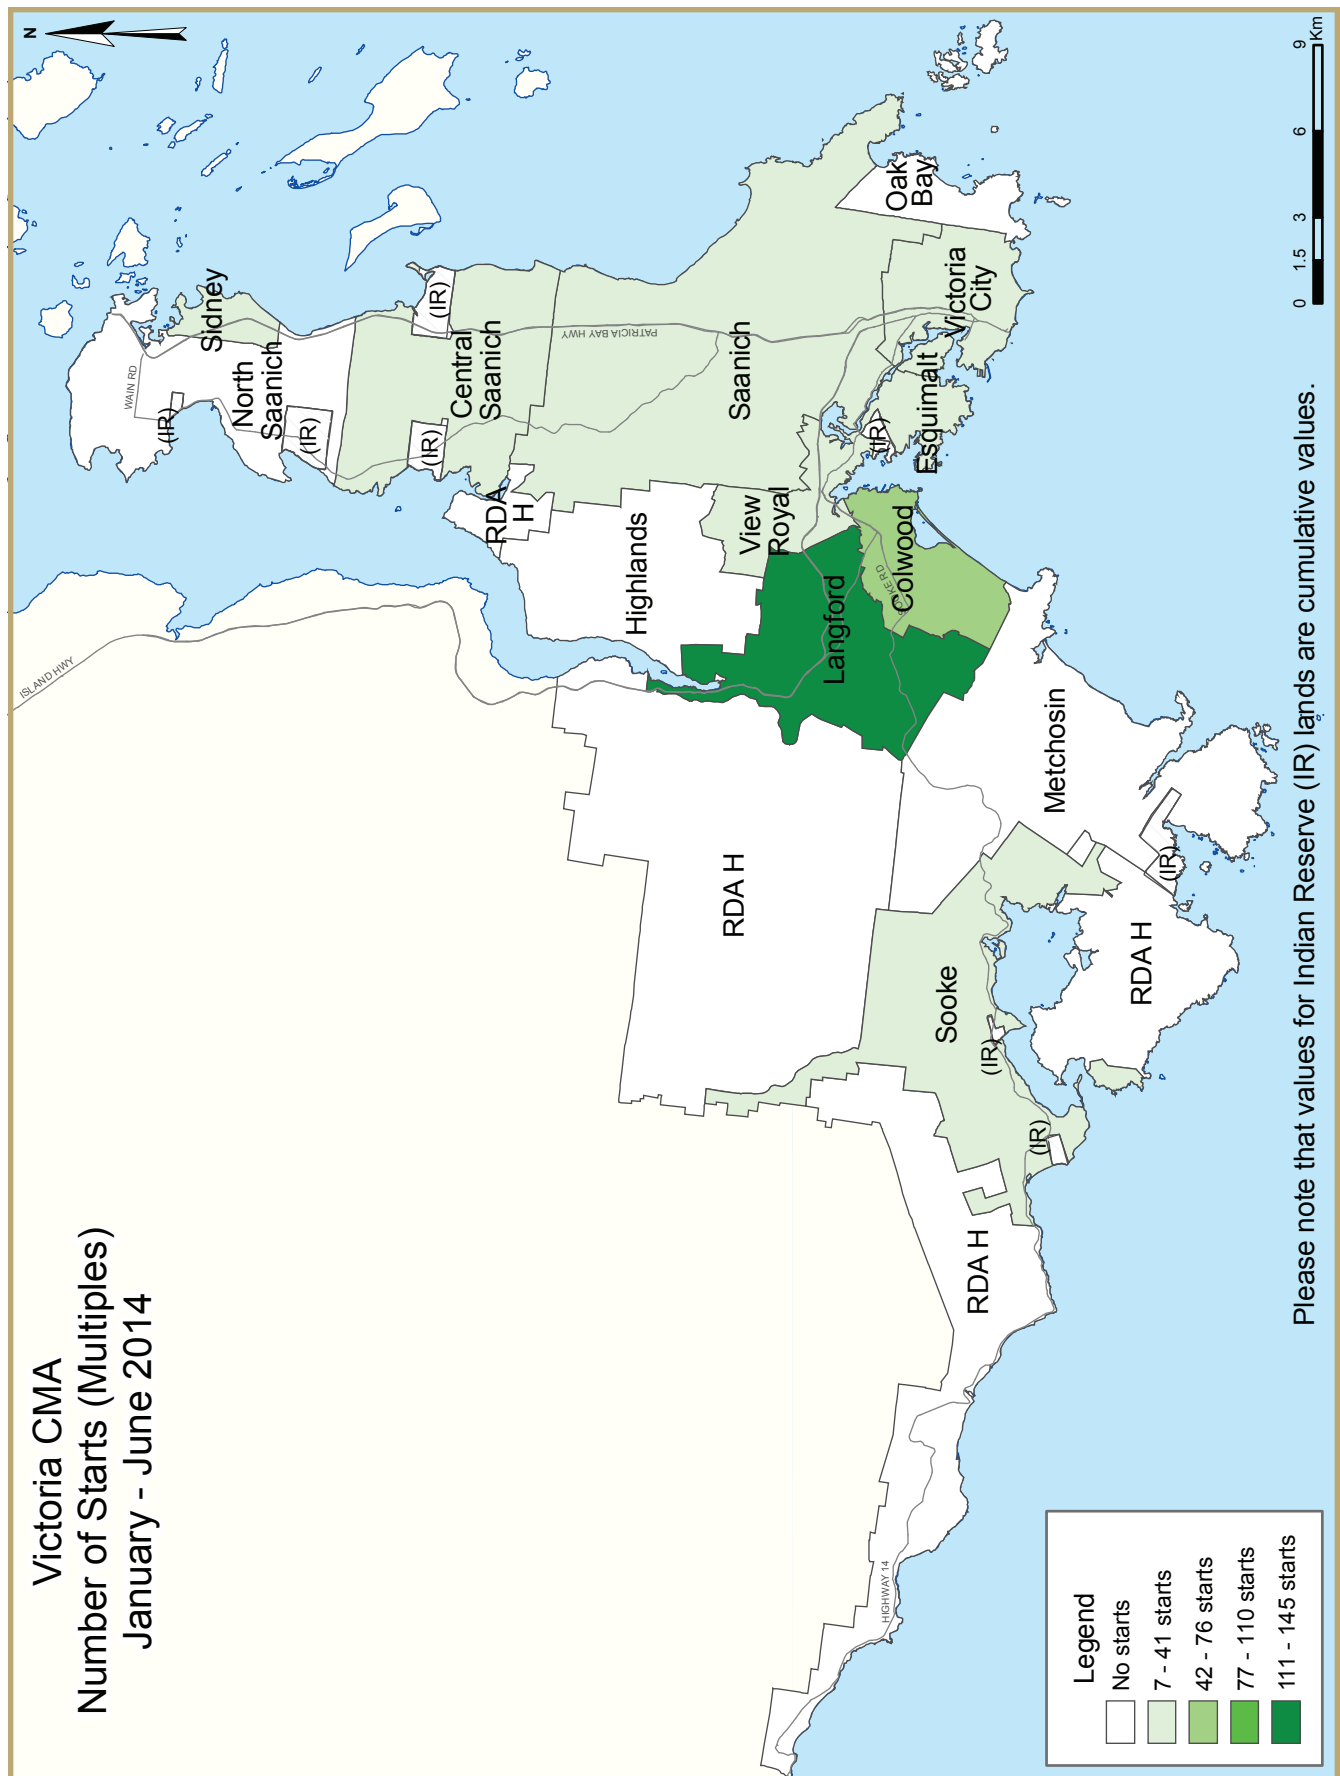 Victoria CMA
Number of Starts (Multiples)
January - June 2014
N
ISLAND HWY
WAIN RD
(IR)
Sidney
North
Saanich
(IR)
(IR)
(IR)
Central
Saanich
RDA
H
PATRICIA BAY HWY
Saanich
Highlands
View
Royal
Oak
Bay
Victoria
City
Esquimalt
(IR)
Langford
Colwood
SOOKE RD
Metchosin
(IR)
RDA H
Sooke
(IR)
(IR)
RDA H
RDA H
HIGHWAY 14
Legend
No starts
7 - 41 starts
42 - 76 starts
77 - 110 starts
111 - 145 starts
0 1.5 3 6 9
Km
Please note that values for Indian Reserve (IR) lands are cumulative values.